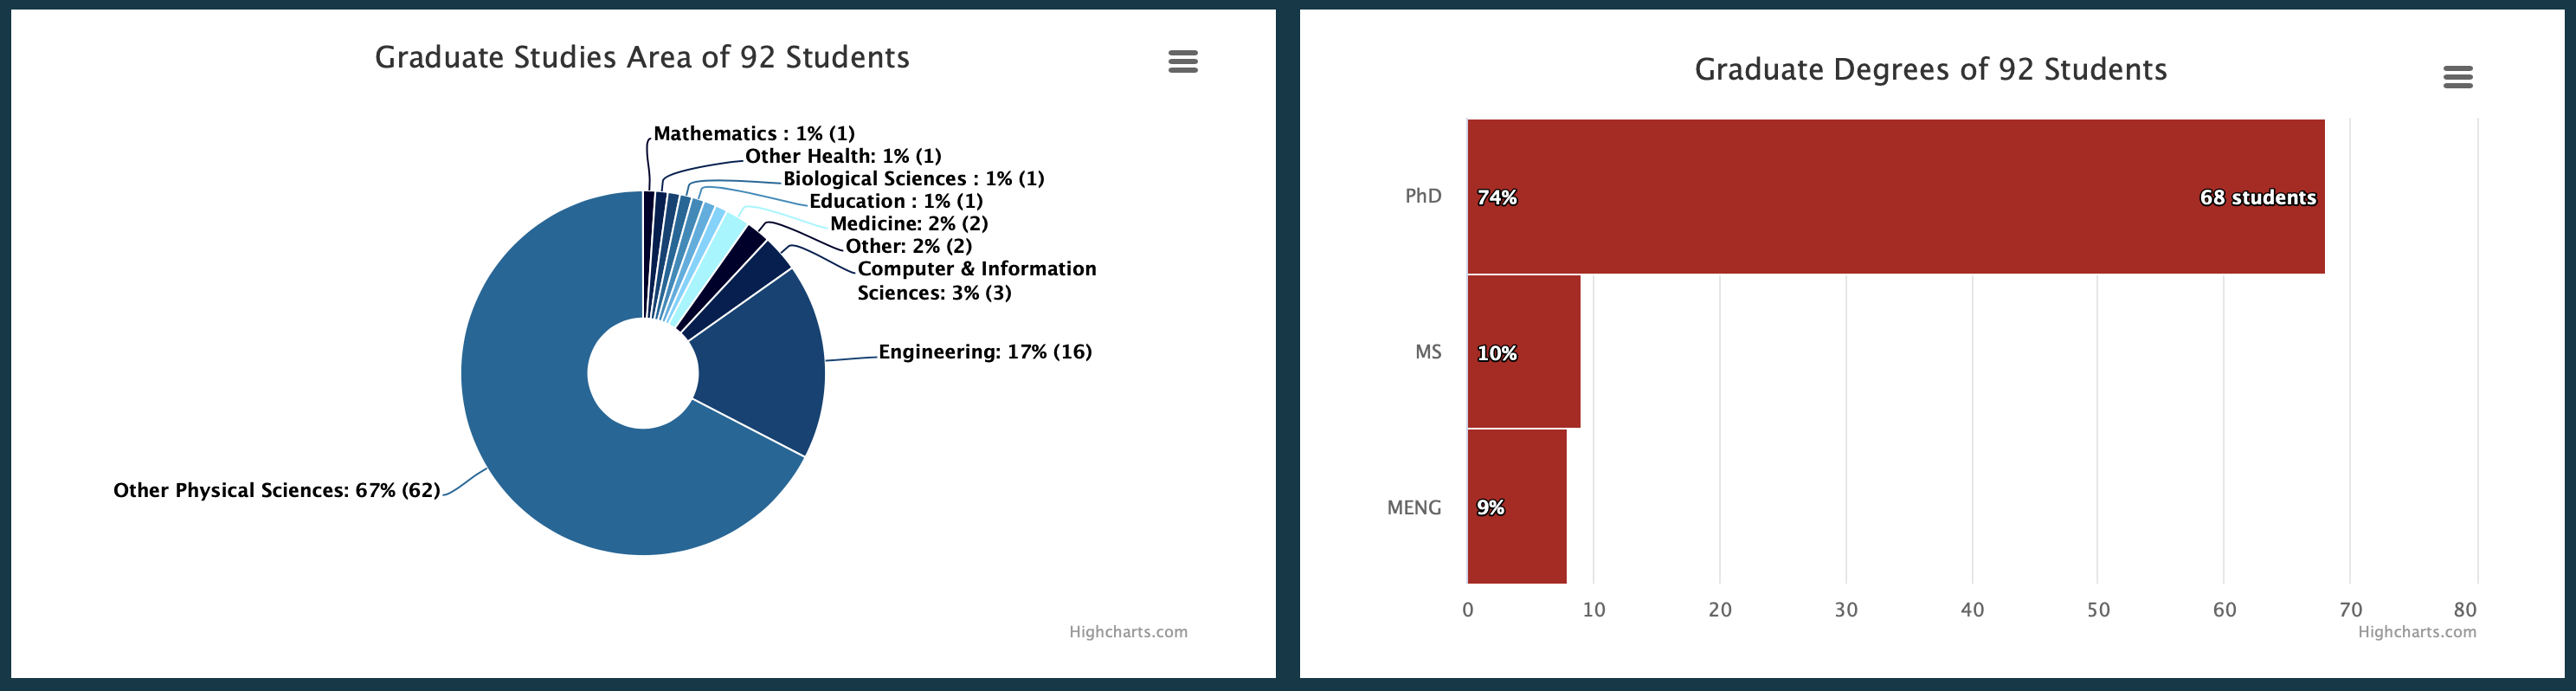 Graduate Studies Area of 92 Students
Mathematics : 1% (1)
Other Health: 1% (1)
Biological Sciences : 1% (1)
Education : 1% (1)
Medicine: 2% (2)
Other: 2% (2)
Computer & Information
Sciences: 3% (3)
Engineering: 17% (16)
Other Physical Sciences: 67% (62)
Highcharts.com
Graduate Degrees of 92 Students
PhD
74%
68 students
MS
10%
MENG
9%
0 10 20 30 40 50 60 70 80
Highcharts.com